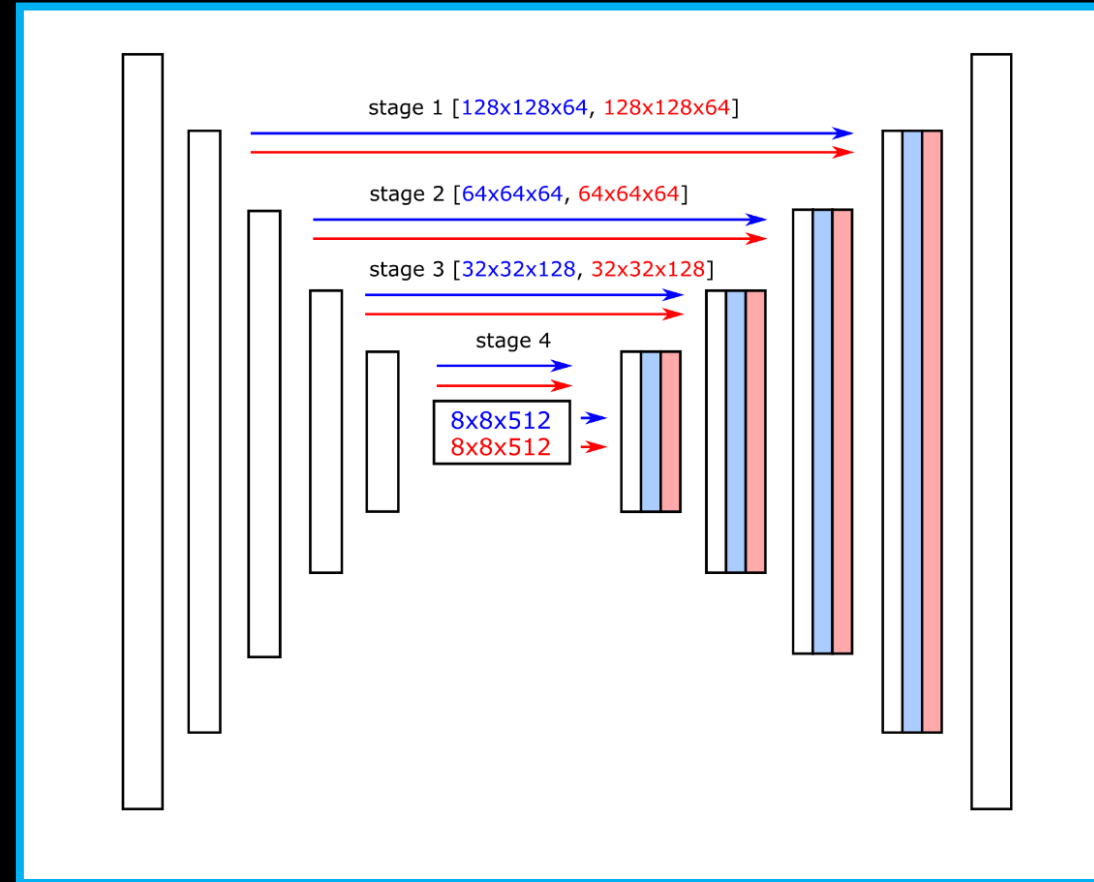 stage 1 [128x128x64, 128x128x64]
stage 2 [64x64x64, 64x64x64]
stage 3 [32x32x128, 32x32x128]
stage 4
8x8x512
8x8x512